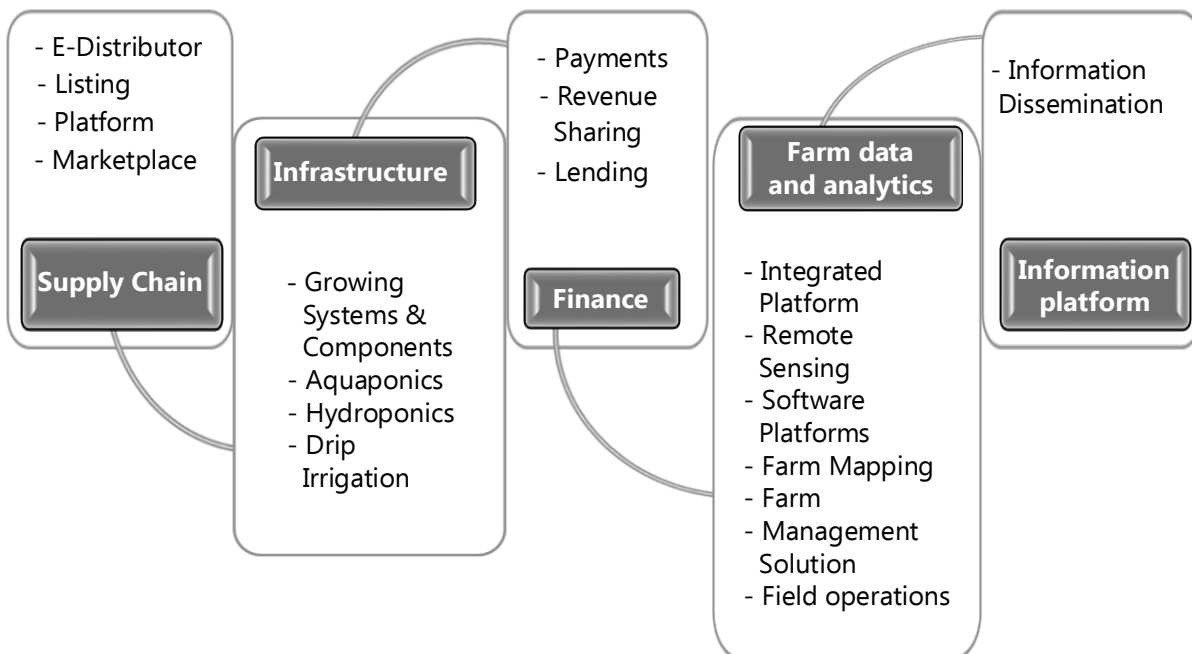 - E-Distributor
- Listing
- Platform
- Marketplace
Supply Chain
Infrastructure
- Growing
Systems &
Components
- Aquaponics
- Hydroponics
- Drip
Irrigation
- Payments
- Revenue
Sharing
- Lending
Finance
Farm data
and analytics
- Integrated
Platform
- Remote
Sensing
- Software
Platforms
- Farm Mapping
- Farm
- Management
Solution
- Field operations
- Information
Dissemination
Information
platform